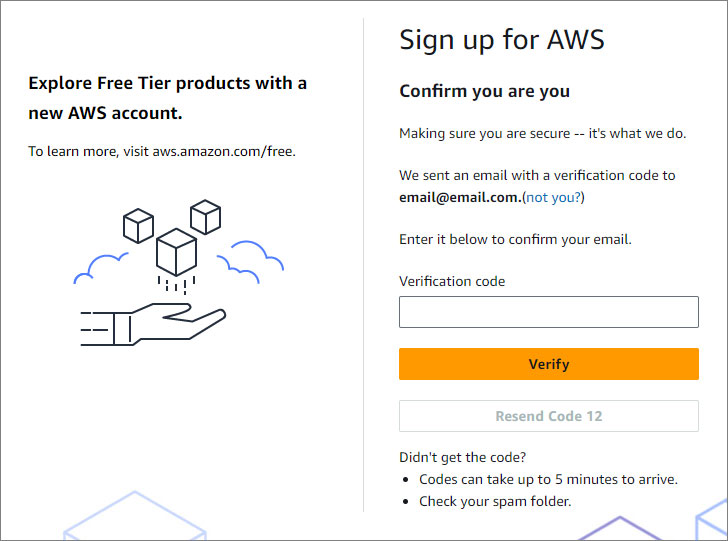 Explore Free Tier products with a
new AWS account.
To learn more, visit aws.amazon.com/free.
Sign up for AWS
Confirm you are you
Making sure you are secure -- it's what we do.
We sent an email with a verification code to
email@email.com.(not you?)
Enter it below to confirm your email.
Verification code
Verify
Resend Code 12
Didn't get the code?
• Codes can take up to 5 minutes to arrive.
• Check your spam folder.